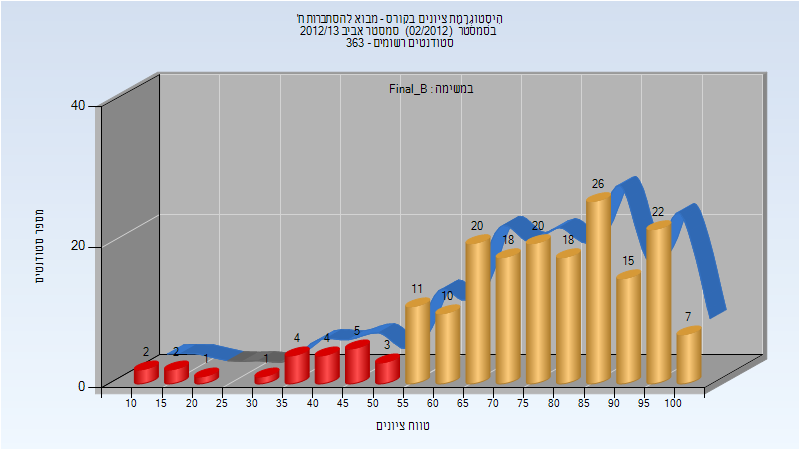 היסטוגרמת ציונים בקורס - מבוא להסתברות ח'
בסמסטר (02/2012) סמסטר אביב 2012/13
סטודנטים רשומים - 363
במשימה : Final_B
מספר סטודנטים
40
20
0
2 2 1 1 4 4 5 3 11 10 20 18 20 18 26 15 22 7
10 15 20 25 30 35 40 45 50 55 60 65 70 75 80 85 90 95 100
טווח ציונים